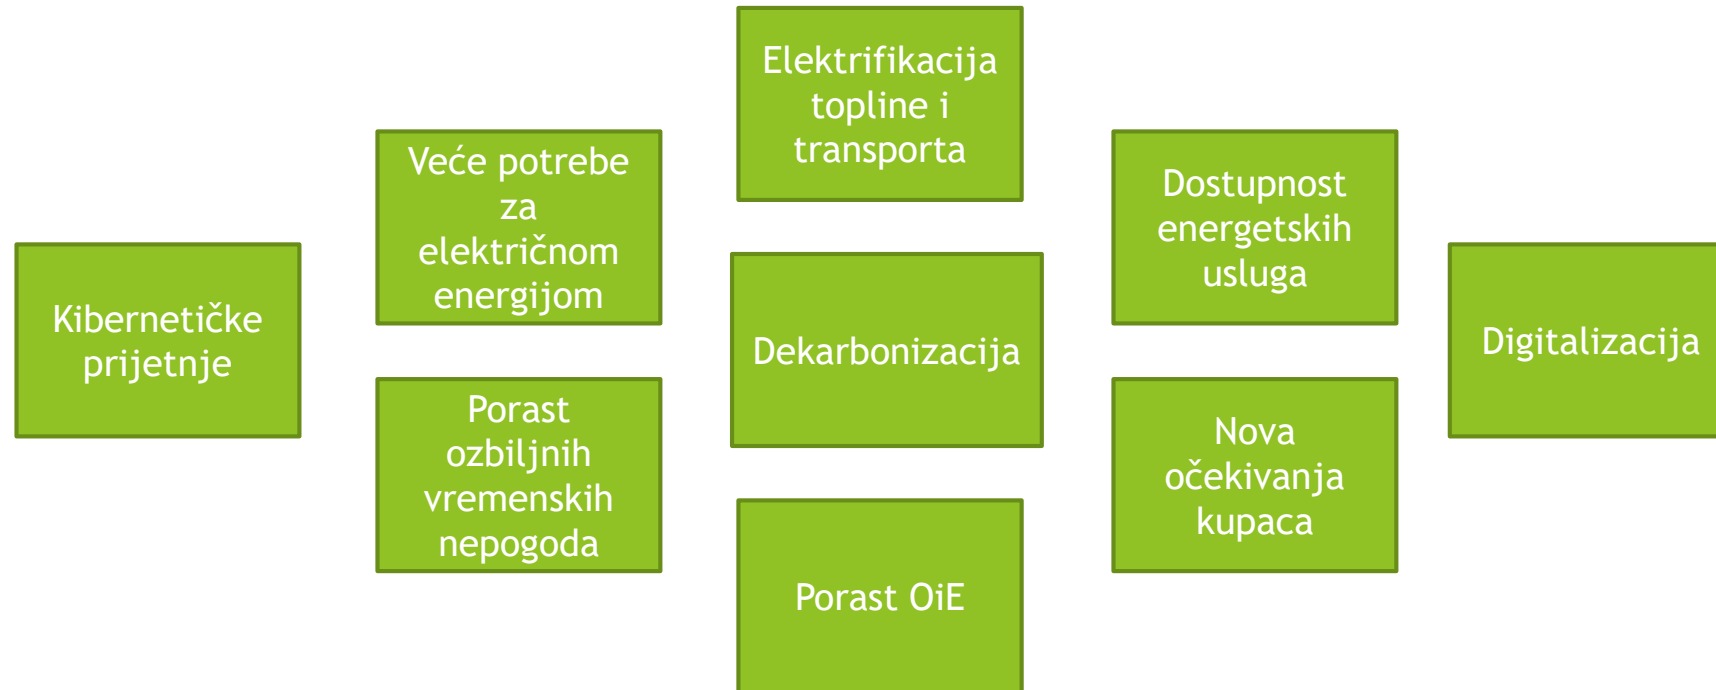 Elektrifikacija
topline i
transporta
Veće potrebe
za
električnom
energijom
Dostupnost
energetskih
usluga
Kibernetičke
prijetnje
Dekarbonizacija
Digitalizacija
Porast
ozbiljnih
vremenskih
nepogoda
Nova
očekivanja
kupaca
Porast OiE